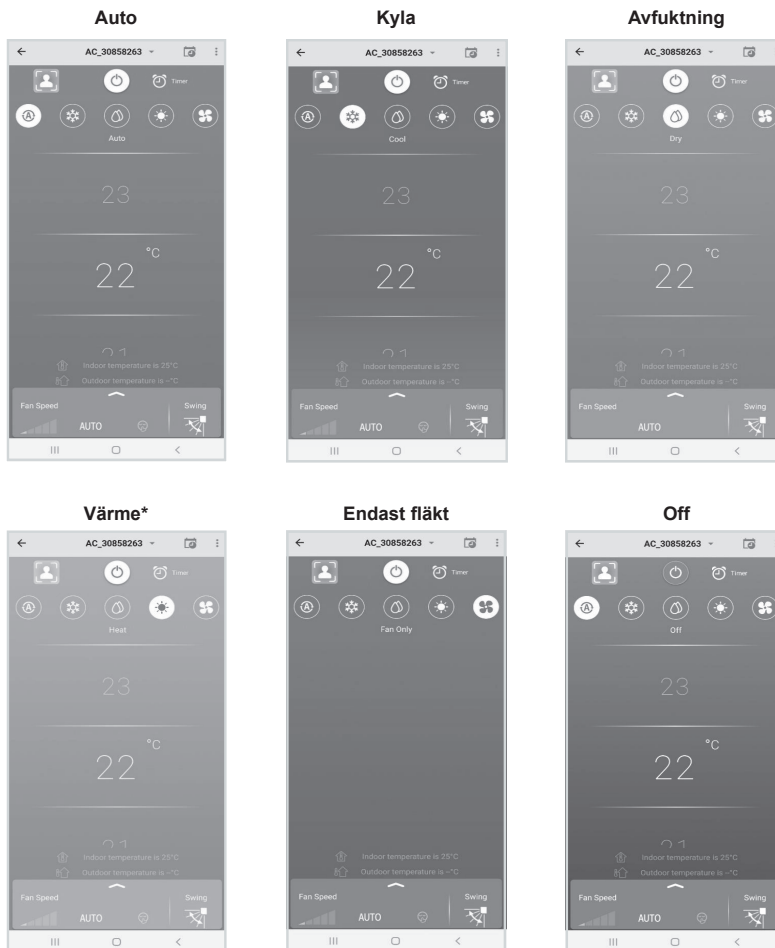 Auto
AC_30858263
Timer
Auto
23
22 °C
Indoor temperature is 25°C
Outdoor temperature is --°C
Fan Speed Swing
AUTO
Kyla
AC_30858263
Timer
Cool
23
22 °C
Indoor temperature is 25°C
Outdoor temperature is --°C
Fan Speed Swing
AUTO
Avfuktning
AC_30858263
Timer
Dry
23
22 °C
Indoor temperature is 25°C
Outdoor temperature is --°C
Fan Speed Swing
AUTO
Värme*
AC_30858263
Timer
Heat
23
22 °C
Indoor temperature is 25°C
Outdoor temperature is --°C
Fan Speed Swing
AUTO
Endast fläkt
AC_30858263
Timer
Fan Only
Indoor temperature is 25°C
Outdoor temperature is --°C
Fan Speed Swing
AUTO
Off
AC_30858263
Timer
Off
23
22 °C
Indoor temperature is 25°C
Outdoor temperature is --°C
Fan Speed Swing
AUTO